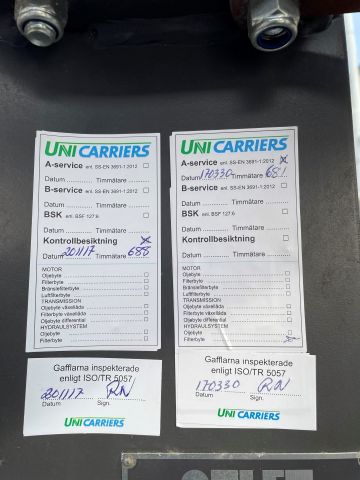 UNICARRIERS
A-service enl. SS-EN 3691-1:2012
Datum Timmätare
B-service enl. SS-EN 3691-1:2012
Datum Timmätare
BSK enl. BSF 127.6
Datum Timmätare
Kontrollbesiktning X
Datum 201117 Timmätare 688
MOTOR
Oljebyte
Filterbyte
Bränslefilterbyte
Luftfilterbyte
TRANSMISSION
Oljebyte växellåda
Filterbyte växellåda
Oljebyte differential
HYDRAULSYSTEM
Oljebyte
Filterbyte
Gafflarna inspekterade
enligt ISO/TR 5057
201117 RN
Datum Sign.
UNICARRIERS
UNICARRIERS
A-service enl. SS-EN 3691-1:2012 X
Datum 170330 Timmätare 681
B-service enl. SS-EN 3691-1:2012
Datum Timmätare
BSK enl. BSF 127.6
Datum Timmätare
Kontrollbesiktning
Datum Timmätare
MOTOR
Oljebyte
Filterbyte
Bränslefilterbyte
Luftfilterbyte
TRANSMISSION
Oljebyte växellåda
Filterbyte växellåda
Oljebyte differential
HYDRAULSYSTEM
Oljebyte
Filterbyte
Gafflarna inspekterade
enligt ISO/TR 5057
170330 RN
Datum Sign.
UNICARRIERS